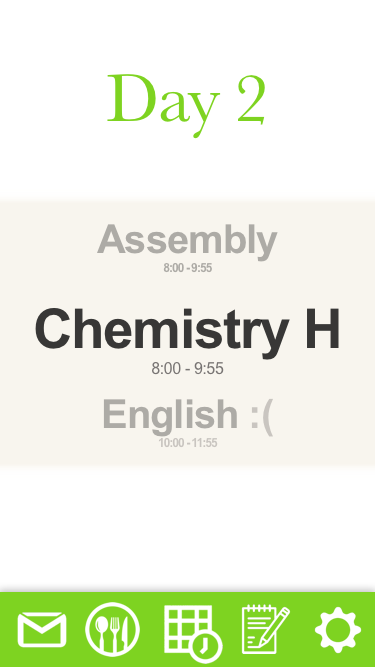 Day 2
Assembly
8:00 - 9:55
Chemistry H
8:00 - 9:55
English :(
10:00 - 11:55